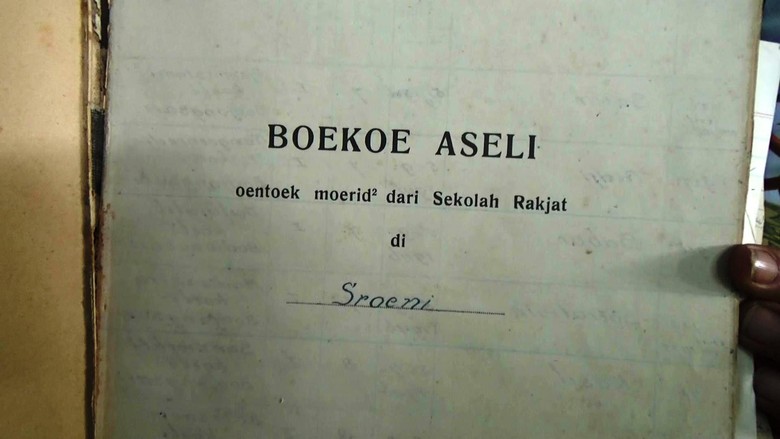 BOEKOE ASELI
oentoek moerid² dari Sekolah Rakjat
di
Sroeni